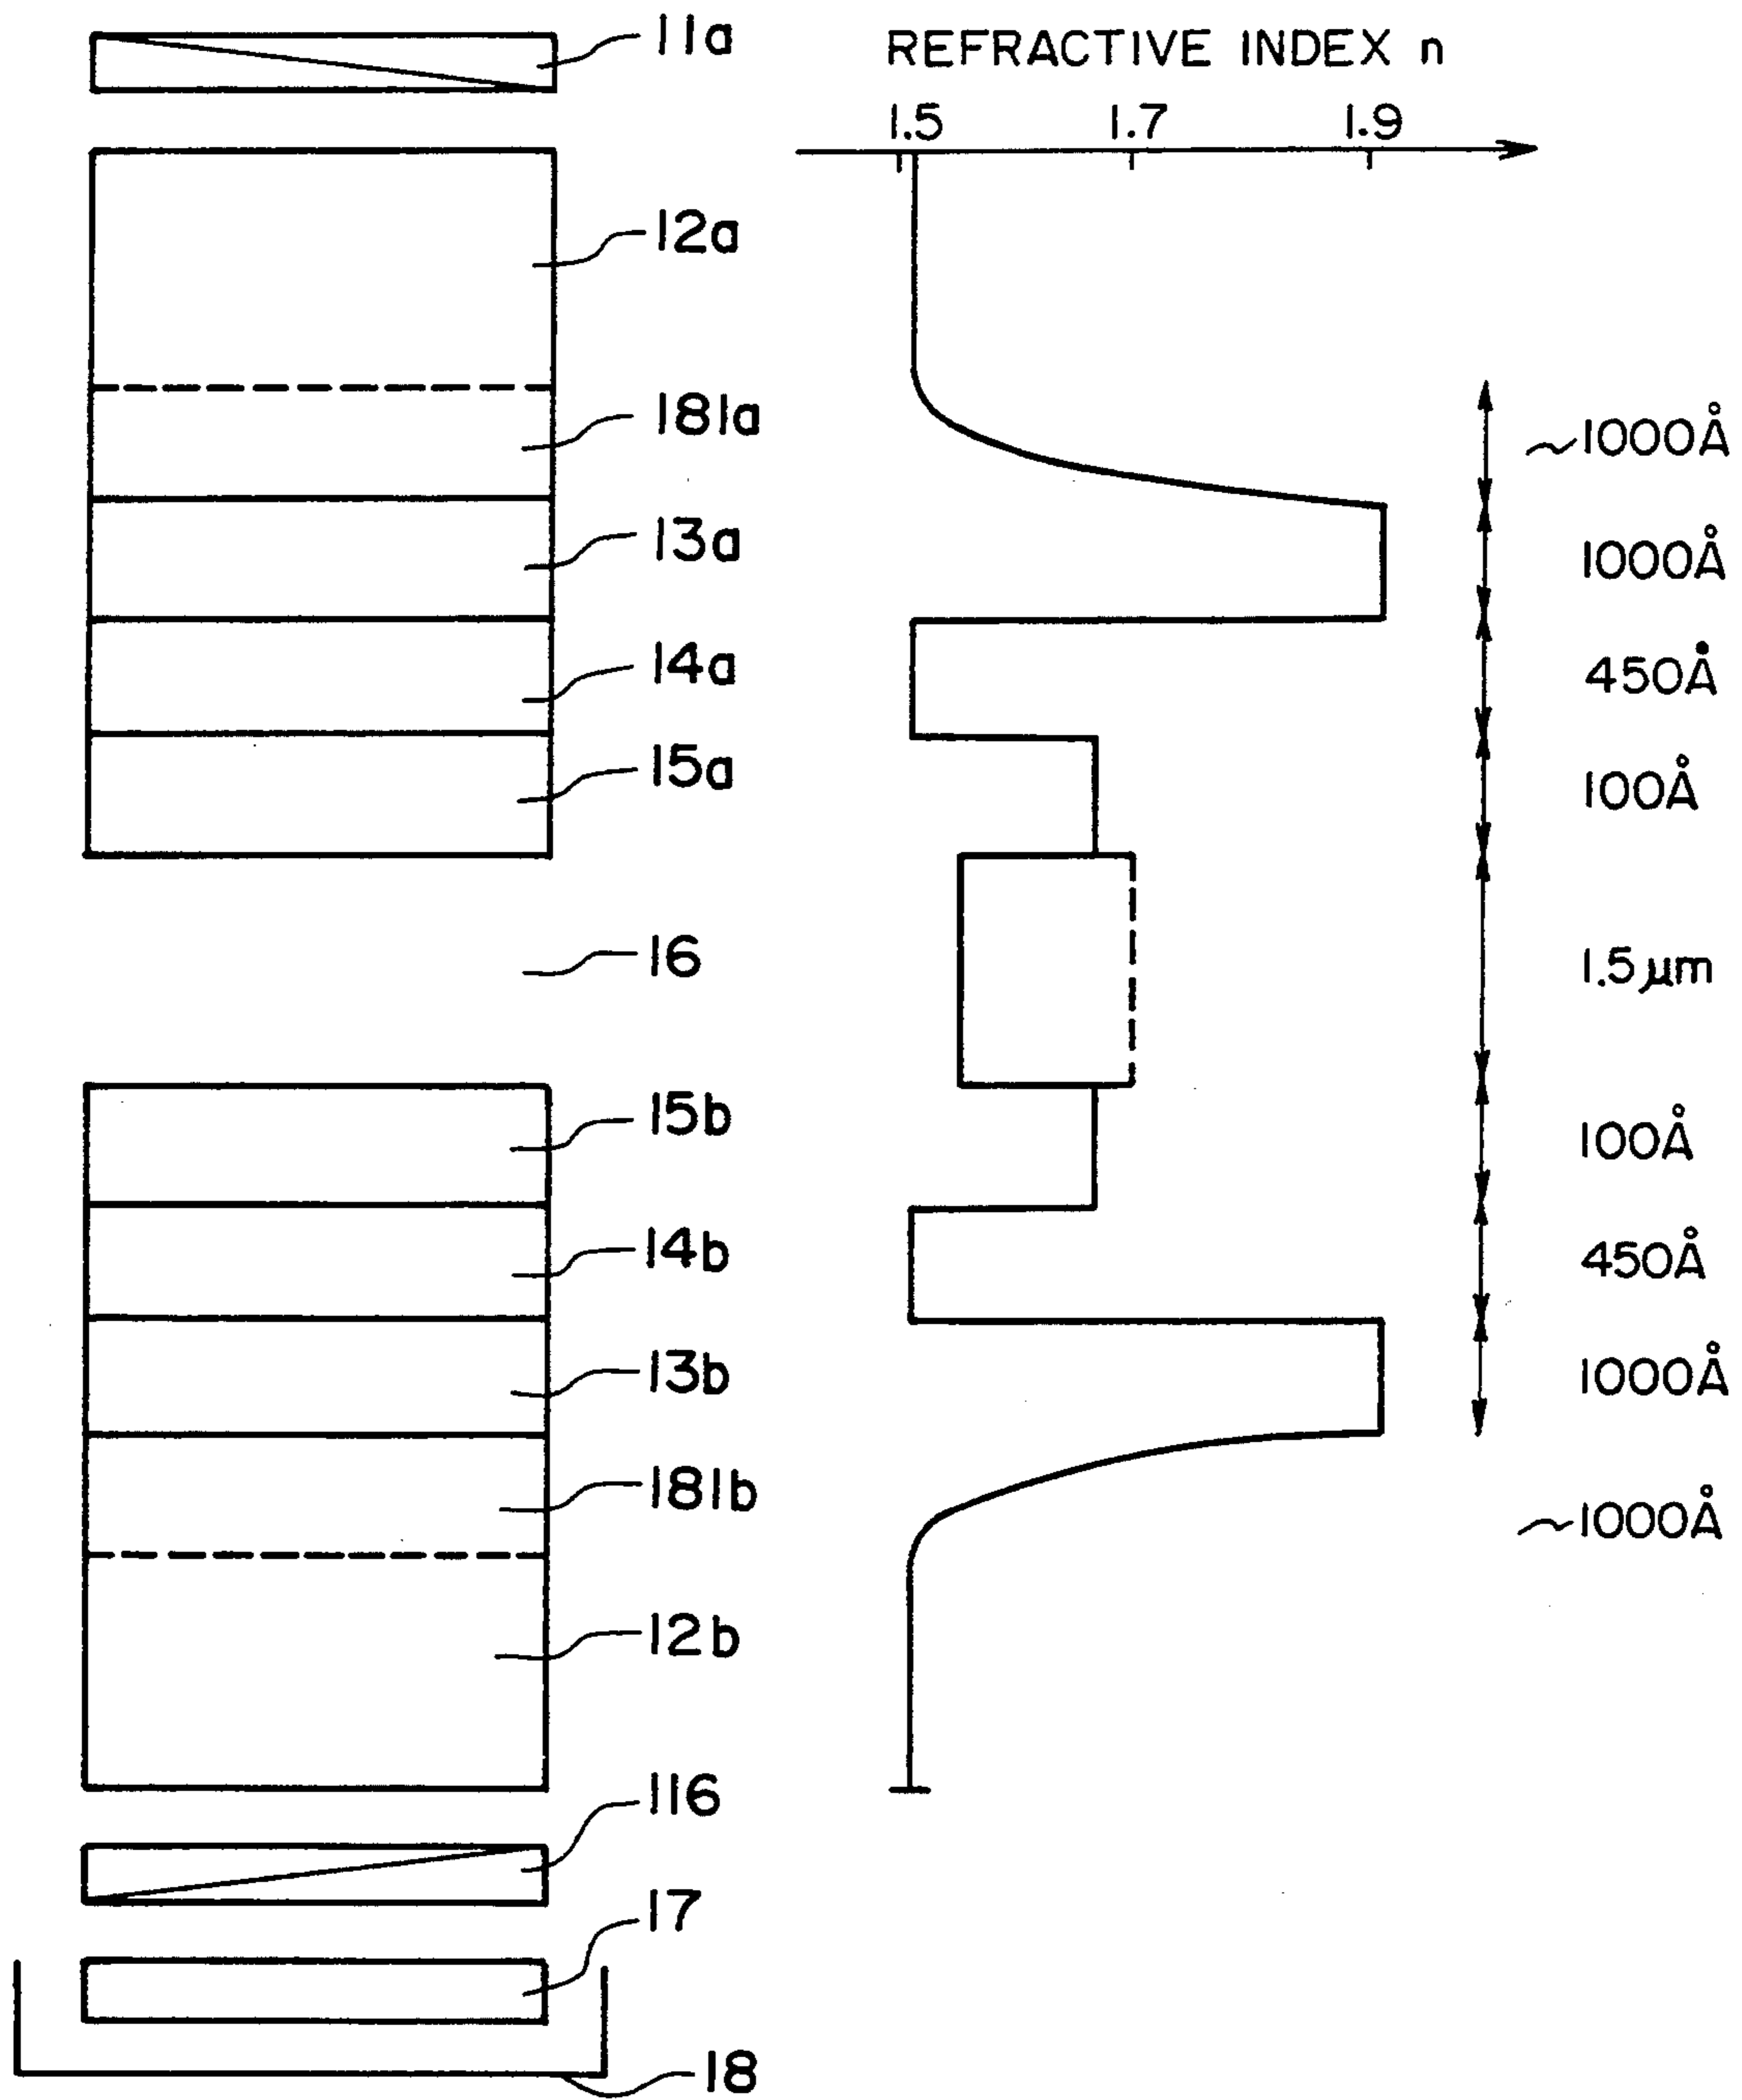 11a
REFRACTIVE INDEX n
1.5
1.7
1.9
12a
181a
~1000Å
13a
1000Å
14a
450Å
15a
100Å
16
1.5μm
15b
100Å
14b
450Å
13b
1000Å
181b
~1000Å
12b
116
17
18